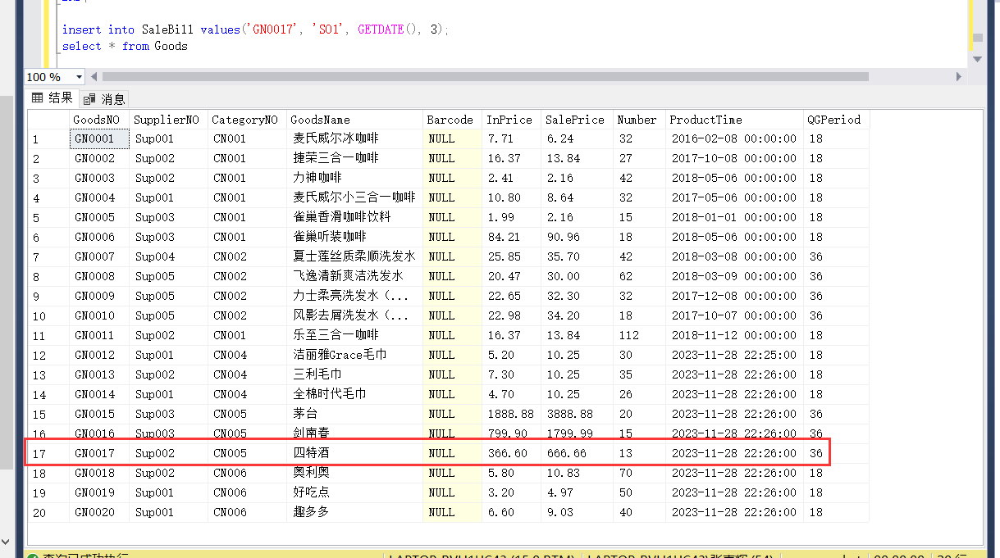 insert into SaleBill values('GN0017', 'S01', GETDATE(), 3);
select * from Goods
100 %
结果 消息
GoodsNO SupplierNO CategoryNO GoodsName Barcode InPrice SalePrice Number ProductTime QGPeriod
1 GN0001 Sup001 CN001 麦氏威尔冰咖啡 NULL 7.71 6.24 32 2016-02-08 00:00:00 18
2 GN0002 Sup002 CN001 捷荣三合一咖啡 NULL 16.37 13.84 27 2017-10-08 00:00:00 18
3 GN0003 Sup002 CN001 力神咖啡 NULL 2.41 2.16 42 2018-05-06 00:00:00 18
4 GN0004 Sup001 CN001 麦氏威尔小三合一咖啡 NULL 10.80 8.64 32 2017-05-06 00:00:00 18
5 GN0005 Sup003 CN001 雀巢香滑咖啡饮料 NULL 1.99 2.16 15 2018-01-01 00:00:00 18
6 GN0006 Sup003 CN001 雀巢听装咖啡 NULL 84.21 90.96 18 2018-05-06 00:00:00 18
7 GN0007 Sup004 CN002 夏士莲丝质柔顺洗发水 NULL 25.85 35.70 42 2018-03-08 00:00:00 36
8 GN0008 Sup005 CN002 飞逸清新爽洁洗发水 NULL 20.47 30.00 62 2018-03-09 00:00:00 36
9 GN0009 Sup005 CN002 力士柔亮洗发水（... NULL 22.65 32.30 32 2017-12-08 00:00:00 36
10 GN0010 Sup005 CN002 风影去屑洗发水（... NULL 22.98 34.20 18 2017-10-07 00:00:00 36
11 GN0011 Sup002 CN001 乐至三合一咖啡 NULL 16.37 13.84 112 2018-11-12 00:00:00 18
12 GN0012 Sup001 CN004 洁丽雅Grace毛巾 NULL 5.20 10.25 30 2023-11-28 22:25:00 18
13 GN0013 Sup002 CN004 三利毛巾 NULL 7.30 10.25 35 2023-11-28 22:26:00 18
14 GN0014 Sup001 CN004 全棉时代毛巾 NULL 4.70 10.25 26 2023-11-28 22:26:00 18
15 GN0015 Sup003 CN005 茅台 NULL 1888.88 3888.88 20 2023-11-28 22:26:00 36
16 GN0016 Sup003 CN005 剑南春 NULL 799.90 1799.99 15 2023-11-28 22:26:00 36
17 GN0017 Sup002 CN005 四特酒 NULL 366.60 666.66 13 2023-11-28 22:26:00 36
18 GN0018 Sup002 CN006 奥利奥 NULL 5.80 10.83 70 2023-11-28 22:26:00 18
19 GN0019 Sup001 CN006 好吃点 NULL 3.20 4.97 50 2023-11-28 22:26:00 18
20 GN0020 Sup001 CN006 趣多多 NULL 6.60 9.03 40 2023-11-28 22:26:00 18